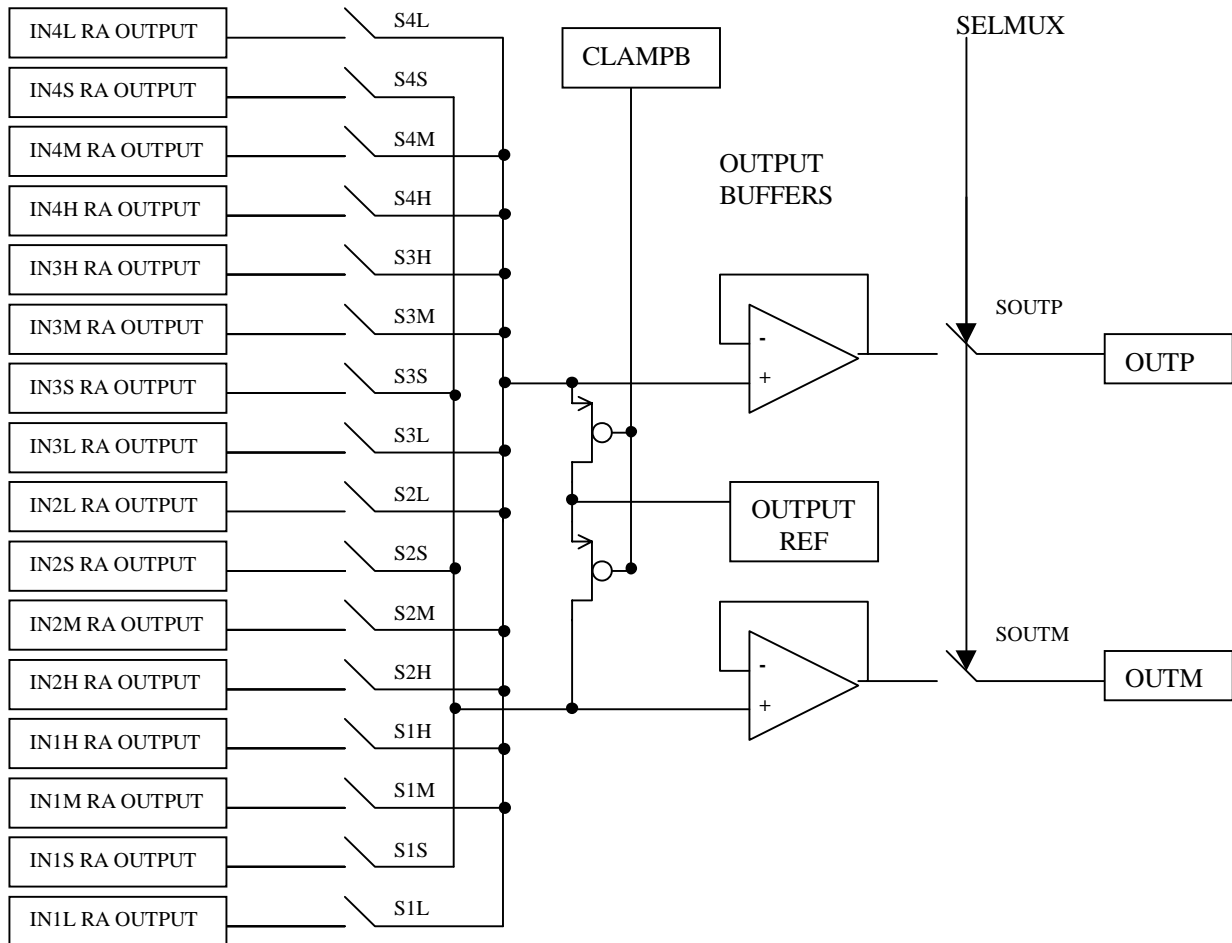 IN4L RA OUTPUT
S4L
IN4S RA OUTPUT
S4S
IN4M RA OUTPUT
S4M
IN4H RA OUTPUT
S4H
IN3H RA OUTPUT
S3H
IN3M RA OUTPUT
S3M
IN3S RA OUTPUT
S3S
IN3L RA OUTPUT
S3L
IN2L RA OUTPUT
S2L
IN2S RA OUTPUT
S2S
IN2M RA OUTPUT
S2M
IN2H RA OUTPUT
S2H
IN1H RA OUTPUT
S1H
IN1M RA OUTPUT
S1M
IN1S RA OUTPUT
S1S
IN1L RA OUTPUT
S1L
CLAMPB
SELMUX
OUTPUT
BUFFERS
-
+
SOUTP
OUTP
OUTPUT
REF
-
+
SOUTM
OUTM